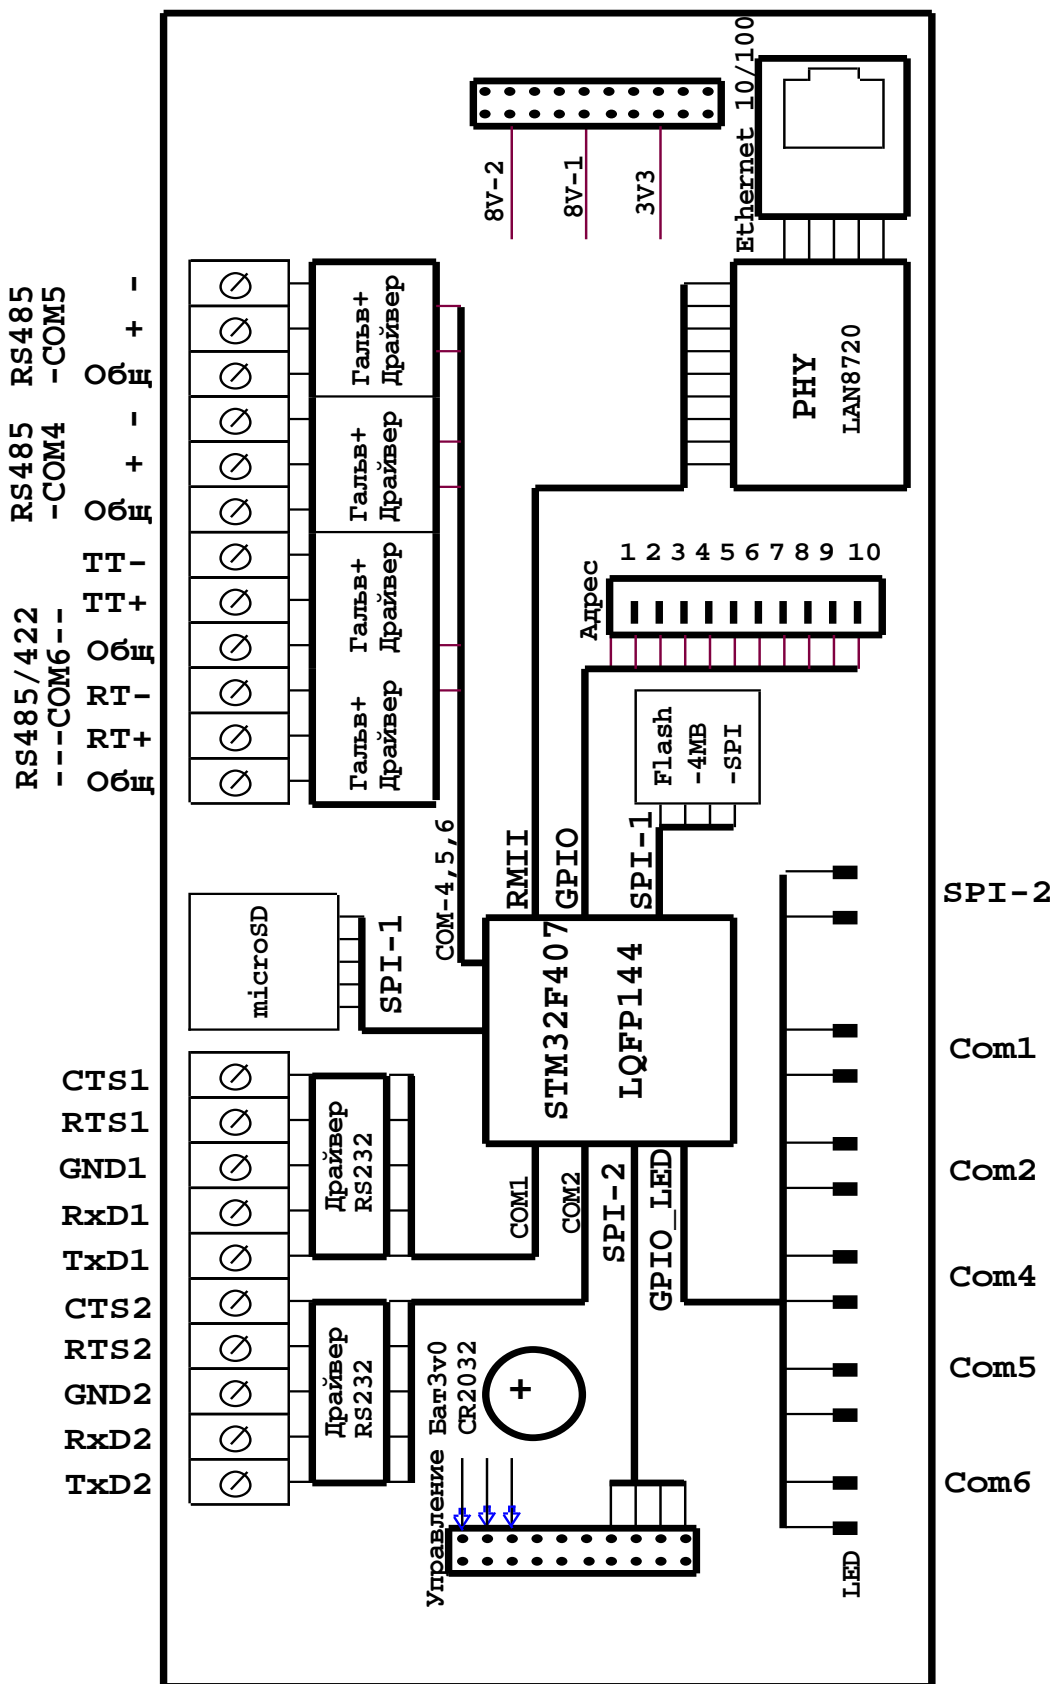 Ethernet 10/100
8V-2
8V-1
3V3
RS485
-COM5
-
+
Общ
Гальв+
Драйвер
PHY
LAN8720
RS485
-COM4
-
+
Общ
Гальв+
Драйвер
RS485/422
---COM6--
TT-
TT+
Общ
RT-
RT+
Общ
Гальв+
Драйвер
Гальв+
Драйвер
Адрес
1 2 3 4 5 6 7 8 9 10
Flash
-4MB
-SPI
COM-4,5,6
RMII
GPIO
SPI-1
microSD
SPI-1
STM32F407
LQFP144
SPI-2
Com1
Com2
Com4
Com5
Com6
LED
CTS1
RTS1
GND1
RxD1
TxD1
Драйвер
RS232
COM1
COM2
SPI-2
GPIO_LED
CTS2
RTS2
GND2
RxD2
TxD2
Драйвер
RS232
Управление
Бат3v0
CR2032
+